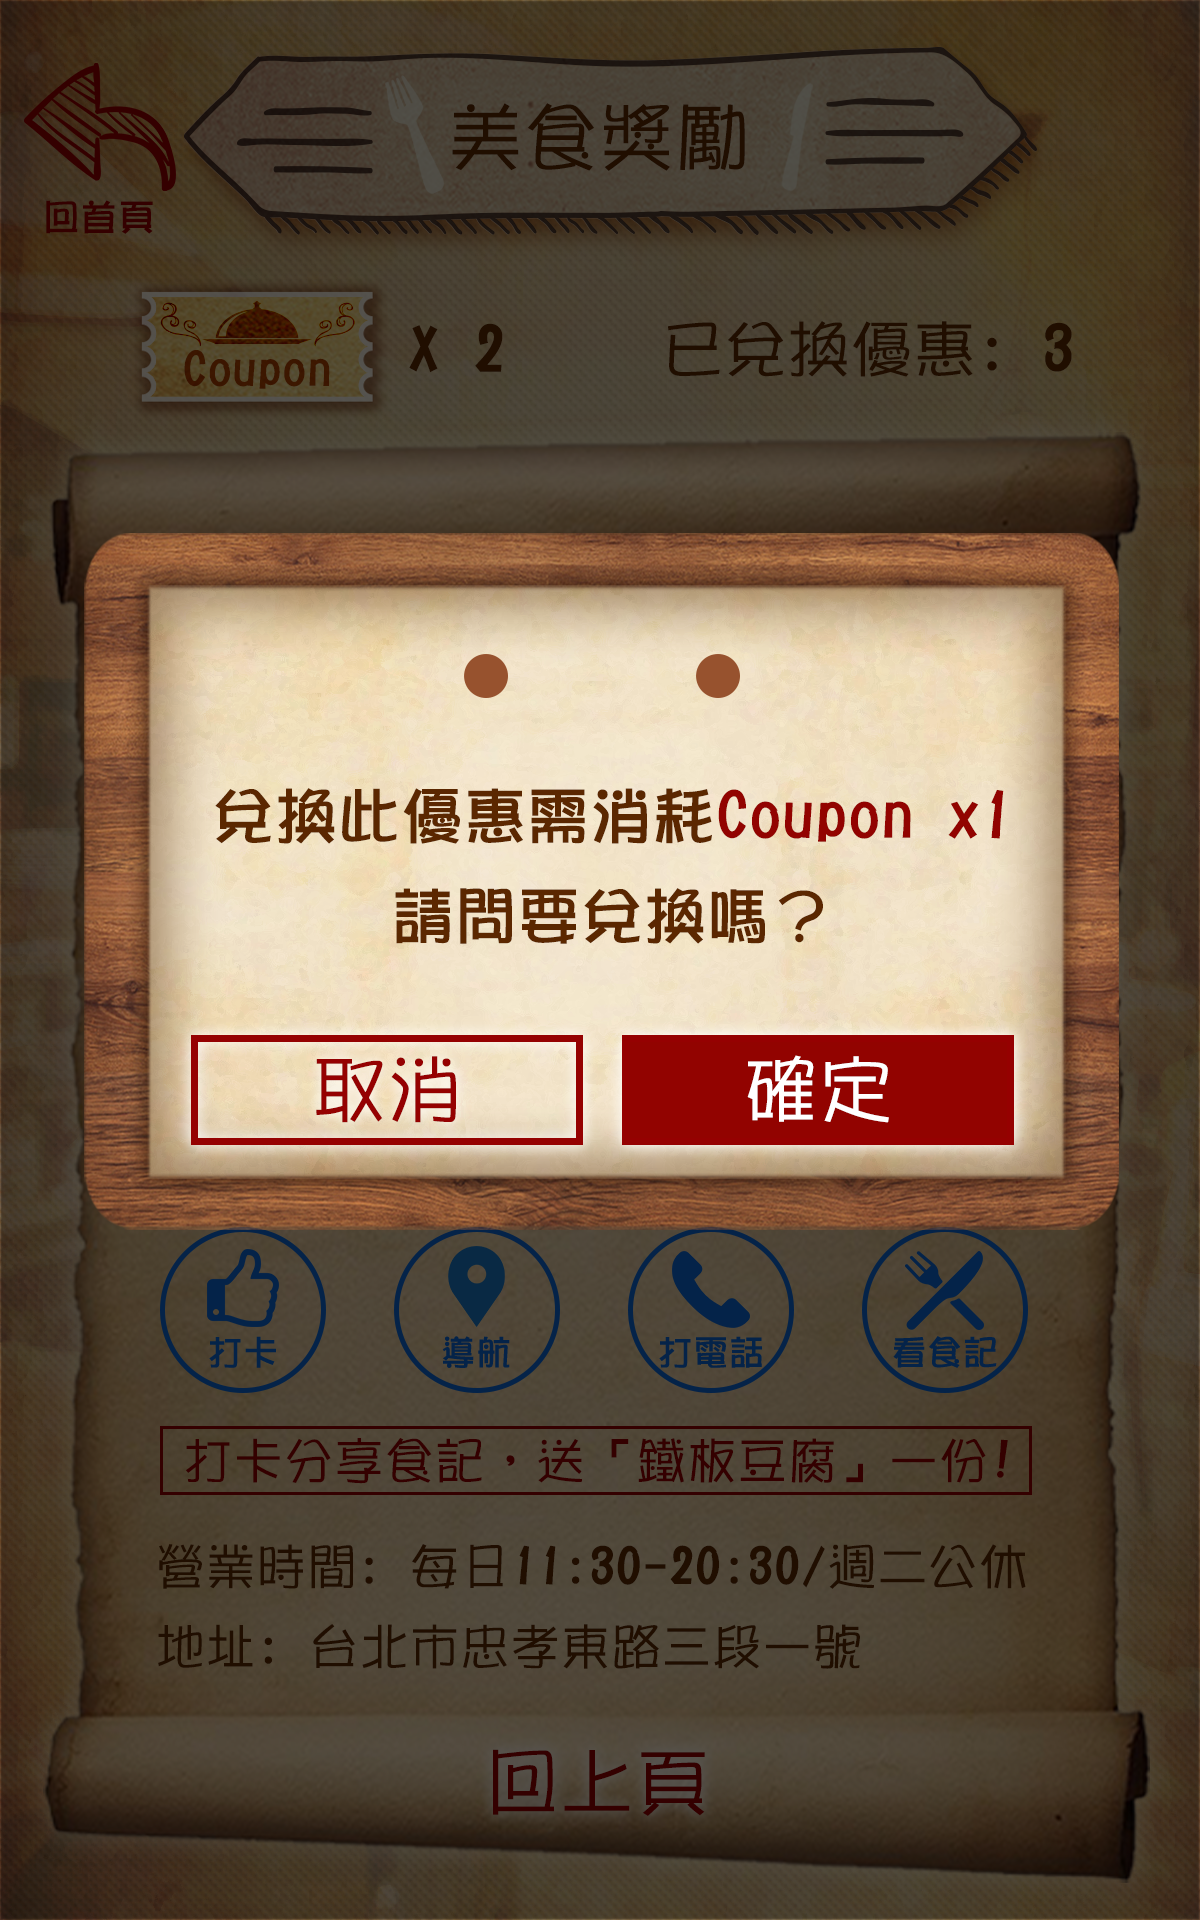 美食獎勵
回首頁
Coupon X 2 已兌換優惠: 3
兌換此優惠需消耗Coupon x1
請問要兌換嗎?
取消 確定
打卡 導航 打電話 看食記
打卡分享食記,送「鐵板豆腐」一份!
營業時間: 每日11:30-20:30/週二公休
地址: 台北市忠孝東路三段一號
回上頁